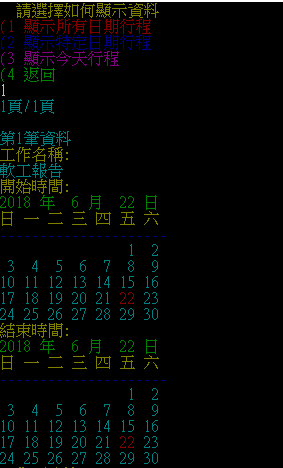 請選擇如何顯示資料
(1 顯示所有日期行程
(2 顯示特定日期行程
(3 顯示今天行程
(4 返回
1
1頁/1頁
第1筆資料
工作名稱:
軟工報告
開始時間:
2018 年 6 月 22 日
日 一 二 三 四 五 六
---------------------
1 2
3 4 5 6 7 8 9
10 11 12 13 14 15 16
17 18 19 20 21 22 23
24 25 26 27 28 29 30
結束時間:
2018 年 6 月 22 日
日 一 二 三 四 五 六
---------------------
1 2
3 4 5 6 7 8 9
10 11 12 13 14 15 16
17 18 19 20 21 22 23
24 25 26 27 28 29 30